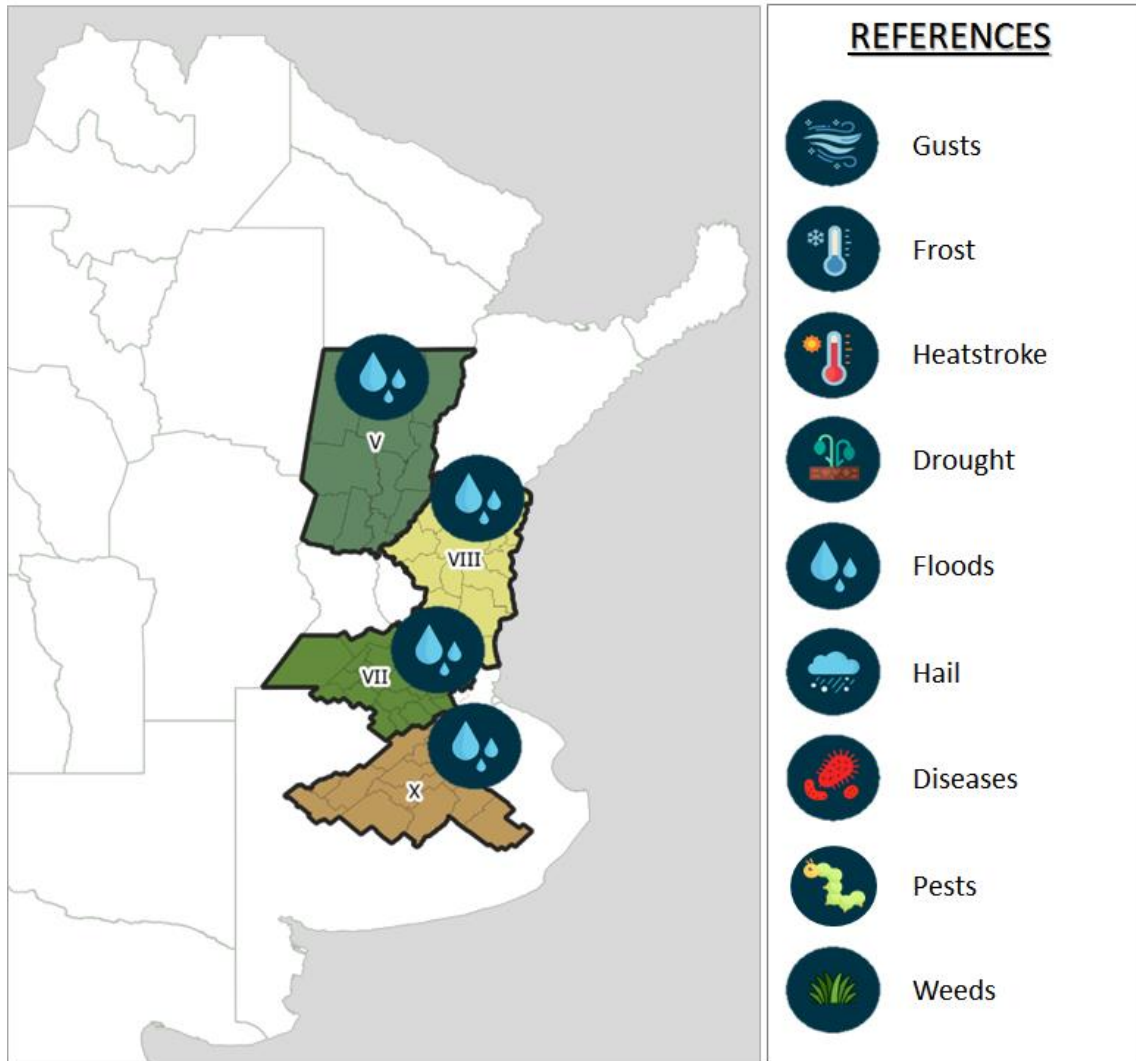 REFERENCES
Gusts
Frost
Heatstroke
Drought
Floods
Hail
Diseases
Pests
Weeds
V
VIII
VII
X